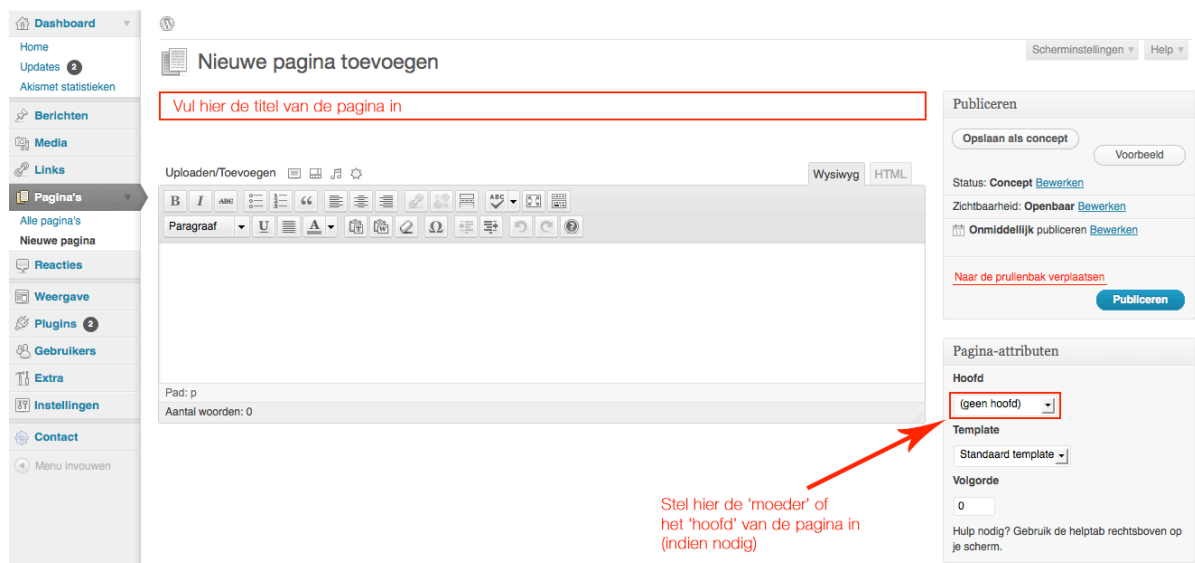 Dashboard
Home
Updates 2
Akismet statistieken
Berichten
Media
Links
Pagina's
Alle pagina's
Nieuwe pagina
Reacties
Weergave
Plugins 2
Gebruikers
Extra
Instellingen
Contact
Menu invouwen
Scherminstellingen
Help
Nieuwe pagina toevoegen
Vul hier de titel van de pagina in
Uploaden/Toevoegen
Wysiwyg
HTML
B I ABC ABC
Paragraaf U A Ω
Pad: p
Aantal woorden: 0
Publiceren
Opslaan als concept
Voorbeeld
Status: Concept Bewerken
Zichtbaarheid: Openbaar Bewerken
Onmiddellijk publiceren Bewerken
Naar de prullenbak verplaatsen
Publiceren
Pagina-attributen
Hoofd
(geen hoofd)
Template
Standaard template
Volgorde
0
Hulp nodig? Gebruik de helptab rechtsboven op
je scherm.
Stel hier de 'moeder' of
het 'hoofd' van de pagina in
(indien nodig)